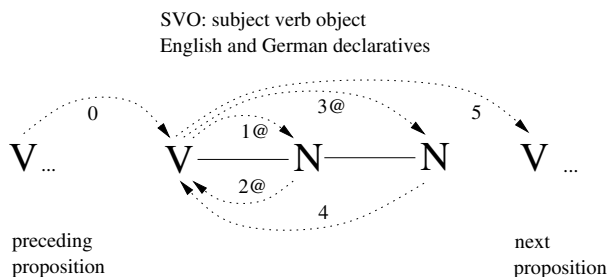 SVO: subject verb object
English and German declaratives
0 1@ 3@ 5
V... V N N V ...
2@ 4
preceding next
proposition proposition